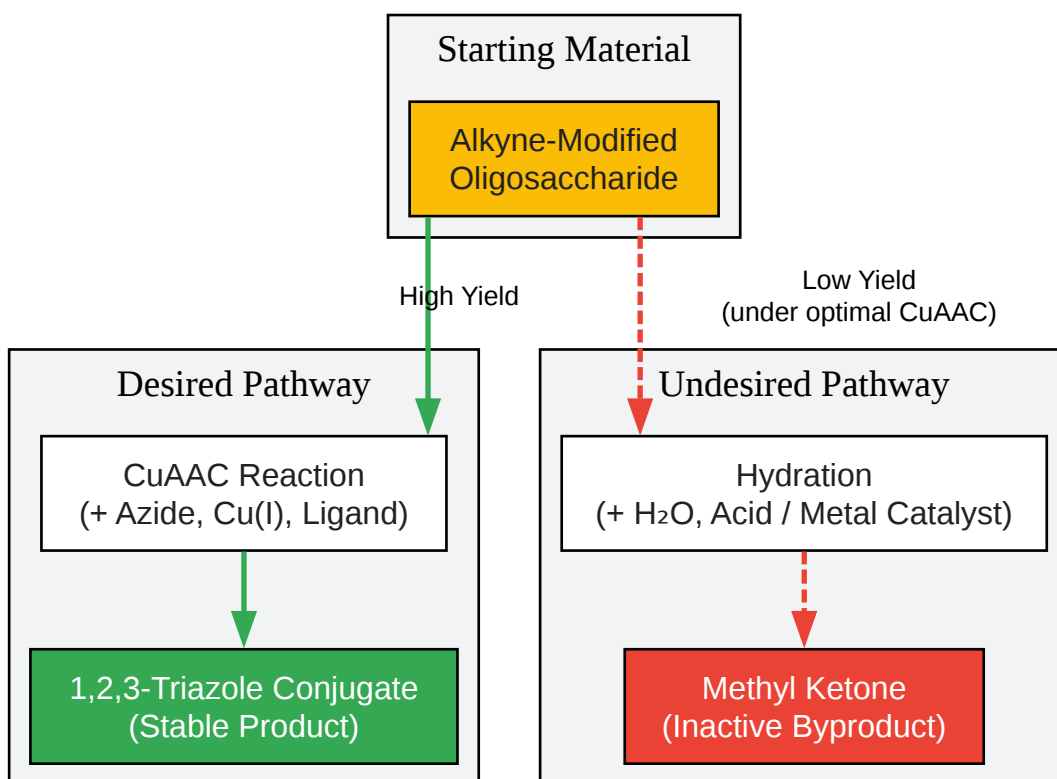 Starting Material
Alkyne-Modified
Oligosaccharide
High Yield
Low Yield
(under optimal CuAAC)
Desired Pathway
CuAAC Reaction
(+ Azide, Cu(I), Ligand)
1,2,3-Triazole Conjugate
(Stable Product)
Undesired Pathway
Hydration
(+ H₂O, Acid / Metal Catalyst)
Methyl Ketone
(Inactive Byproduct)